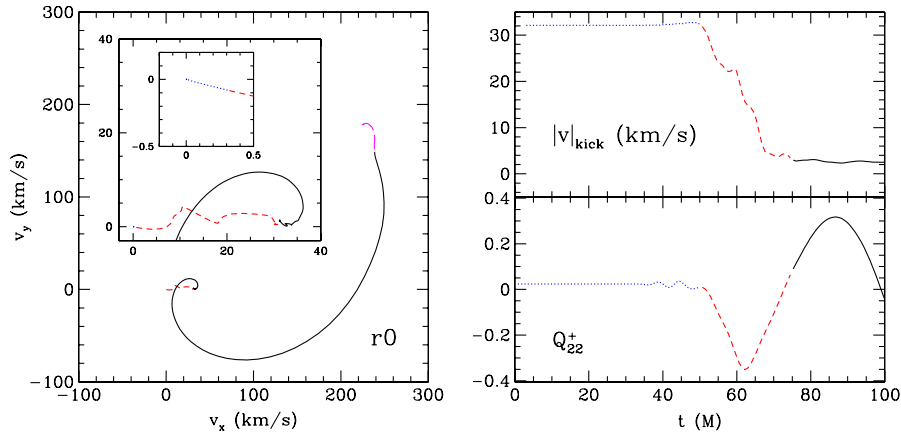 300
200
100
0
−100
−100 0 100 200 300
v_y (km/s)
v_x (km/s)
r0
40
20
0
0 20 40
0
−0.5
0 0.5
30
20
10
0
|v|_kick (km/s)
0.4
0.2
0
−0.2
−0.4
Q^+_22
0 20 40 60 80 100
t (M)